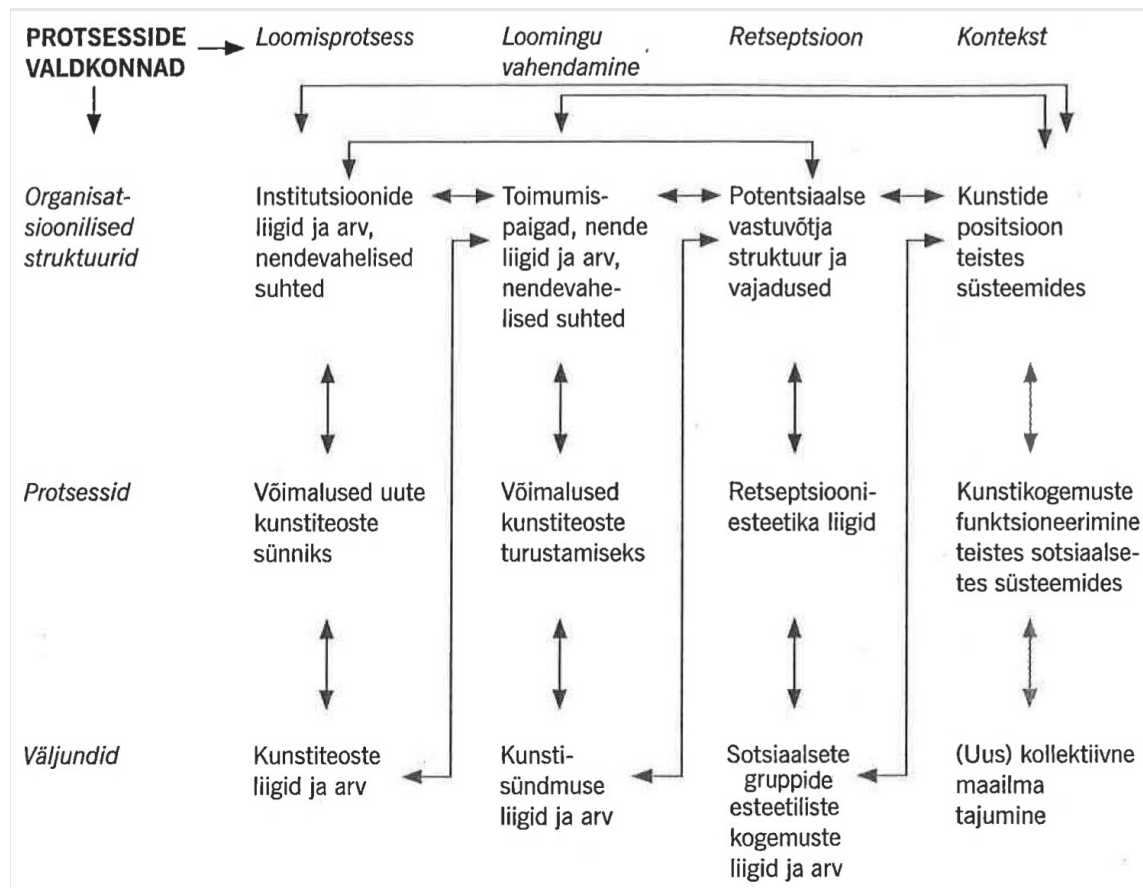 PROTSESSIDE
VALDKONNAD
Loomisprotsess
Loomingu
vahendamine
Retseptsioon
Kontekst
Organisat-
sioonilised
struktuurid
Institutsioonide
liigid ja arv,
nendevahelised
suhted
Toimumis-
paigad, nende
liigid ja arv,
nendevahe-
lised suhted
Potentsiaalse
vastuvõtja
struktuur ja
vajadused
Kunstide
positsioon
teistes
süsteemides
Protsessid
Võimalused uute
kunstiteoste
sünniks
Võimalused
kunstiteoste
turustamiseks
Retseptsiooni-
esteetika liigid
Kunstikogemuste
funktsioneerimine
teistes sotsiaalse-
tes süsteemides
Väljundid
Kunstiteoste
liigid ja arv
Kunsti-
sündmuse
liigid ja arv
Sotsiaalsete
gruppide
esteetiliste
kogemuste
liigid ja arv
(Uus) kollektiivne
maailma
tajumine